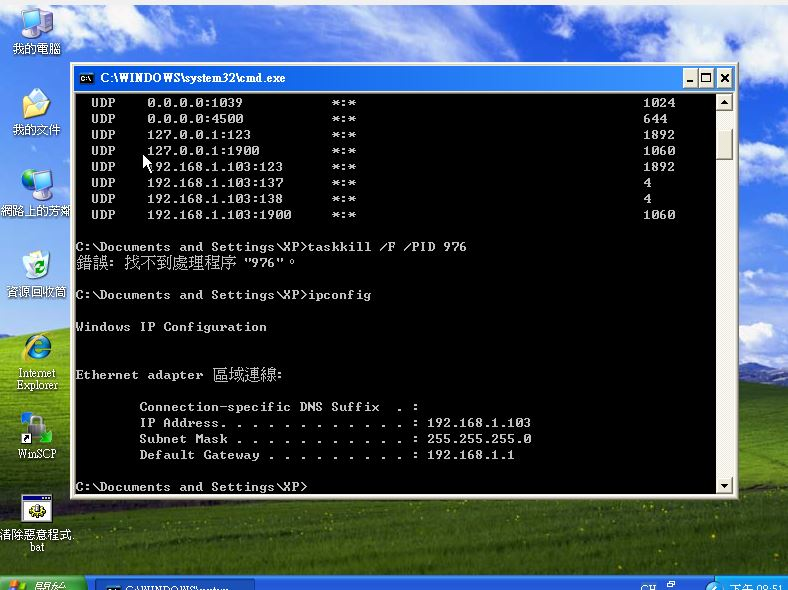 我的電腦
我的文件
網路上的芳鄰
資源回收筒
Internet
Explorer
WinSCP
清除惡意程式.
bat
C:\WINDOWS\system32\cmd.exe
UDP 0.0.0.0:1039 *:* 1024
UDP 0.0.0.0:4500 *:* 644
UDP 127.0.0.1:123 *:* 1892
UDP 127.0.0.1:1900 *:* 1060
UDP 192.168.1.103:123 *:* 1892
UDP 192.168.1.103:137 *:* 4
UDP 192.168.1.103:138 *:* 4
UDP 192.168.1.103:1900 *:* 1060
C:\Documents and Settings\XP>taskkill /F /PID 976
錯誤: 找不到處理程序 "976"。
C:\Documents and Settings\XP>ipconfig
Windows IP Configuration
Ethernet adapter 區域連線:
Connection-specific DNS Suffix . :
IP Address. . . . . . . . . . . . : 192.168.1.103
Subnet Mask . . . . . . . . . . . : 255.255.255.0
Default Gateway . . . . . . . . . : 192.168.1.1
C:\Documents and Settings\XP>
開始
CH
下午 08:51